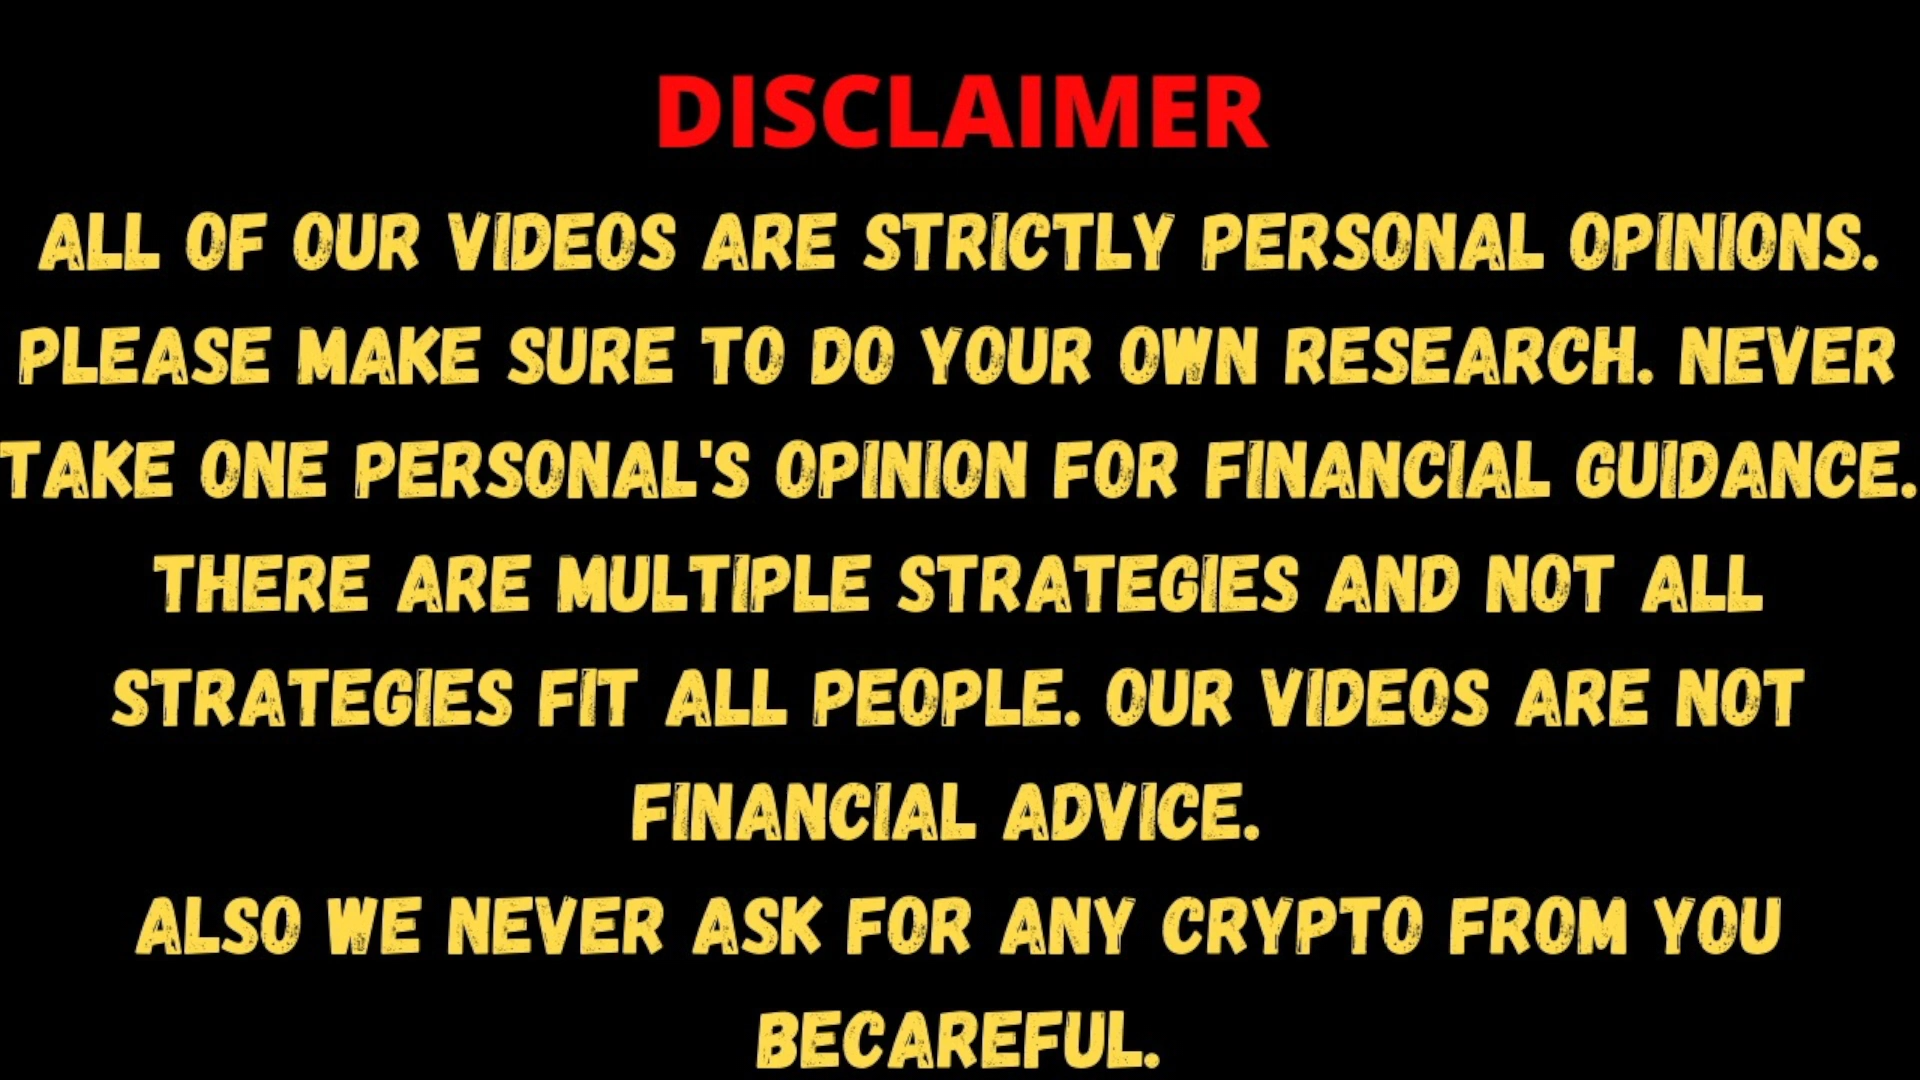 DISCLAIMER
ALL OF OUR VIDEOS ARE STRICTLY PERSONAL OPINIONS.
PLEASE MAKE SURE TO DO YOUR OWN RESEARCH. NEVER
TAKE ONE PERSONAL'S OPINION FOR FINANCIAL GUIDANCE.
THERE ARE MULTIPLE STRATEGIES AND NOT ALL
STRATEGIES FIT ALL PEOPLE. OUR VIDEOS ARE NOT
FINANCIAL ADVICE.
ALSO WE NEVER ASK FOR ANY CRYPTO FROM YOU
BECAREFUL.